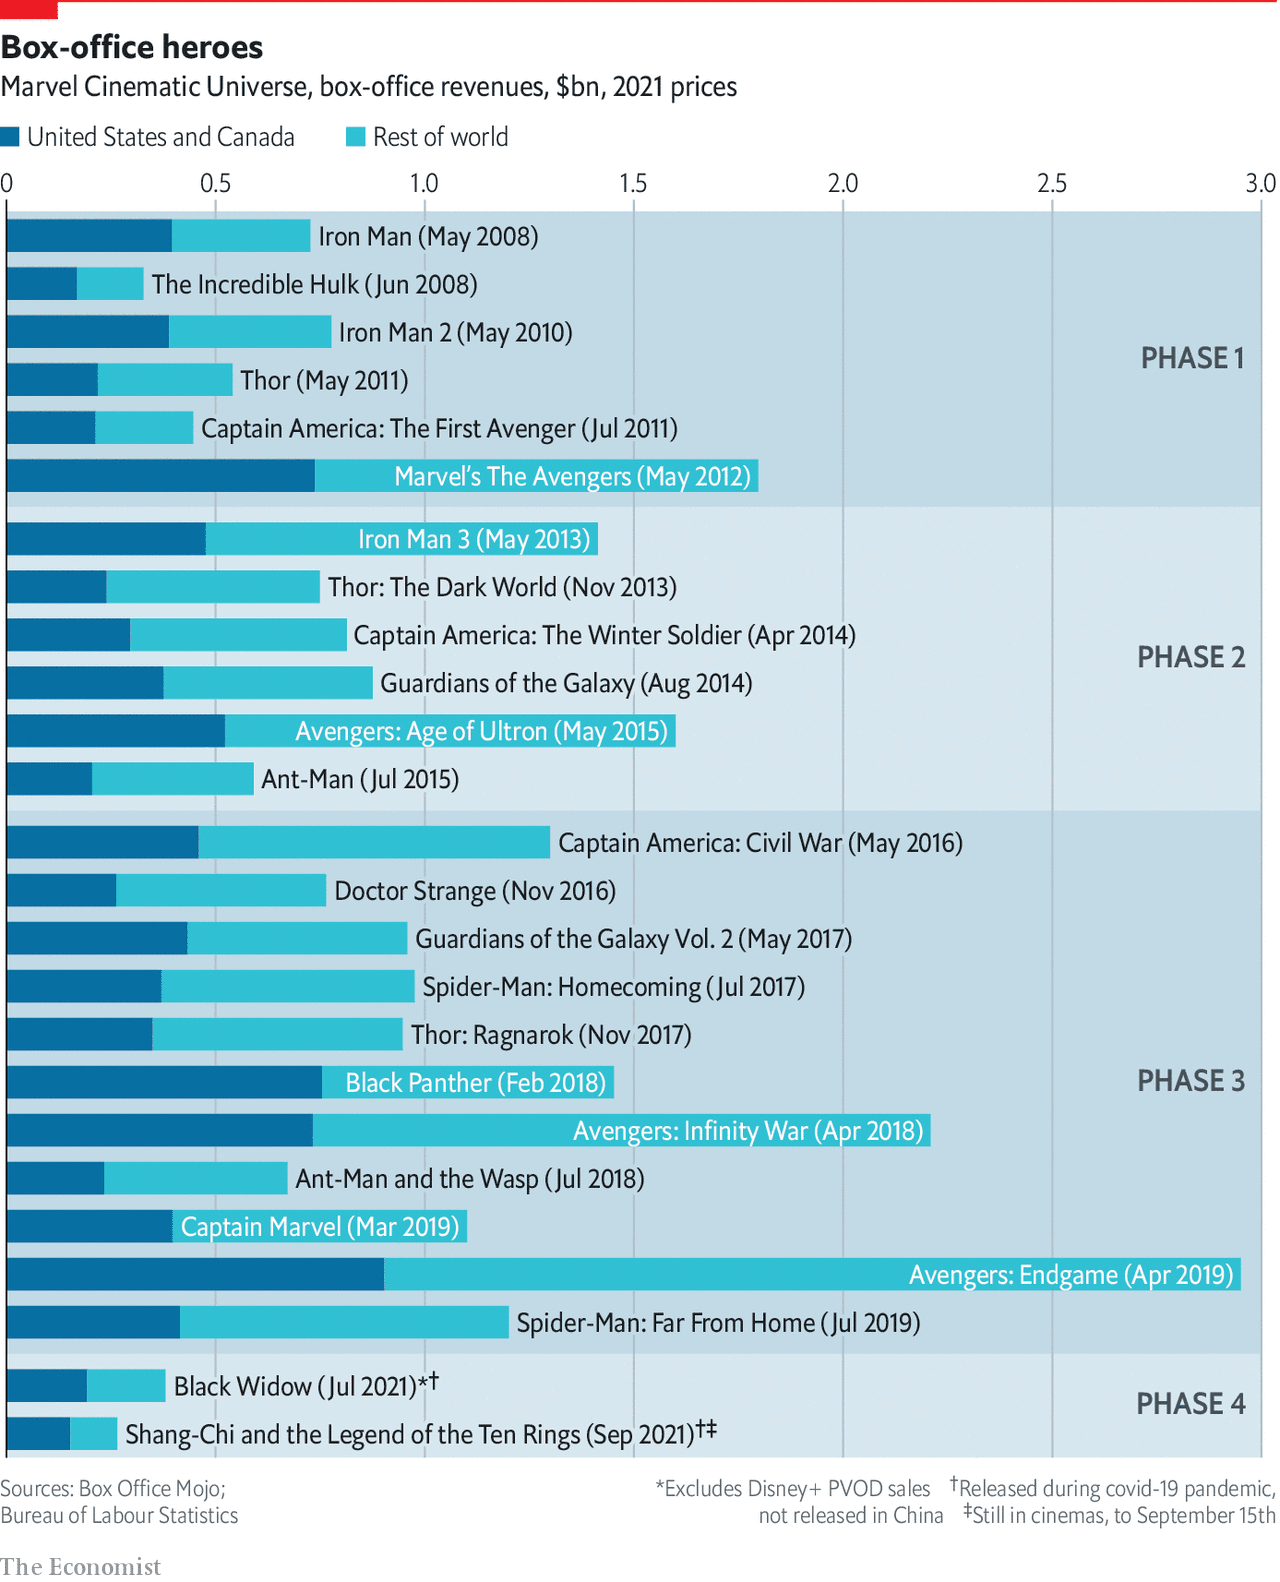 Box-office heroes
Marvel Cinematic Universe, box-office revenues, $bn, 2021 prices
United States and Canada Rest of world
0 0.5 1.0 1.5 2.0 2.5 3.0
Iron Man (May 2008)
The Incredible Hulk (Jun 2008)
Iron Man 2 (May 2010)
PHASE 1
Thor (May 2011)
Captain America: The First Avenger (Jul 2011)
Marvel's The Avengers (May 2012)
Iron Man 3 (May 2013)
Thor: The Dark World (Nov 2013)
Captain America: The Winter Soldier (Apr 2014)
PHASE 2
Guardians of the Galaxy (Aug 2014)
Avengers: Age of Ultron (May 2015)
Ant-Man (Jul 2015)
Captain America: Civil War (May 2016)
Doctor Strange (Nov 2016)
Guardians of the Galaxy Vol. 2 (May 2017)
Spider-Man: Homecoming (Jul 2017)
Thor: Ragnarok (Nov 2017)
Black Panther (Feb 2018)
PHASE 3
Avengers: Infinity War (Apr 2018)
Ant-Man and the Wasp (Jul 2018)
Captain Marvel (Mar 2019)
Avengers: Endgame (Apr 2019)
Spider-Man: Far From Home (Jul 2019)
Black Widow (Jul 2021)*†
PHASE 4
Shang-Chi and the Legend of the Ten Rings (Sep 2021)†‡
Sources: Box Office Mojo;
Bureau of Labour Statistics
*Excludes Disney+ PVOD sales †Released during covid-19 pandemic,
not released in China ‡Still in cinemas, to September 15th
The Economist